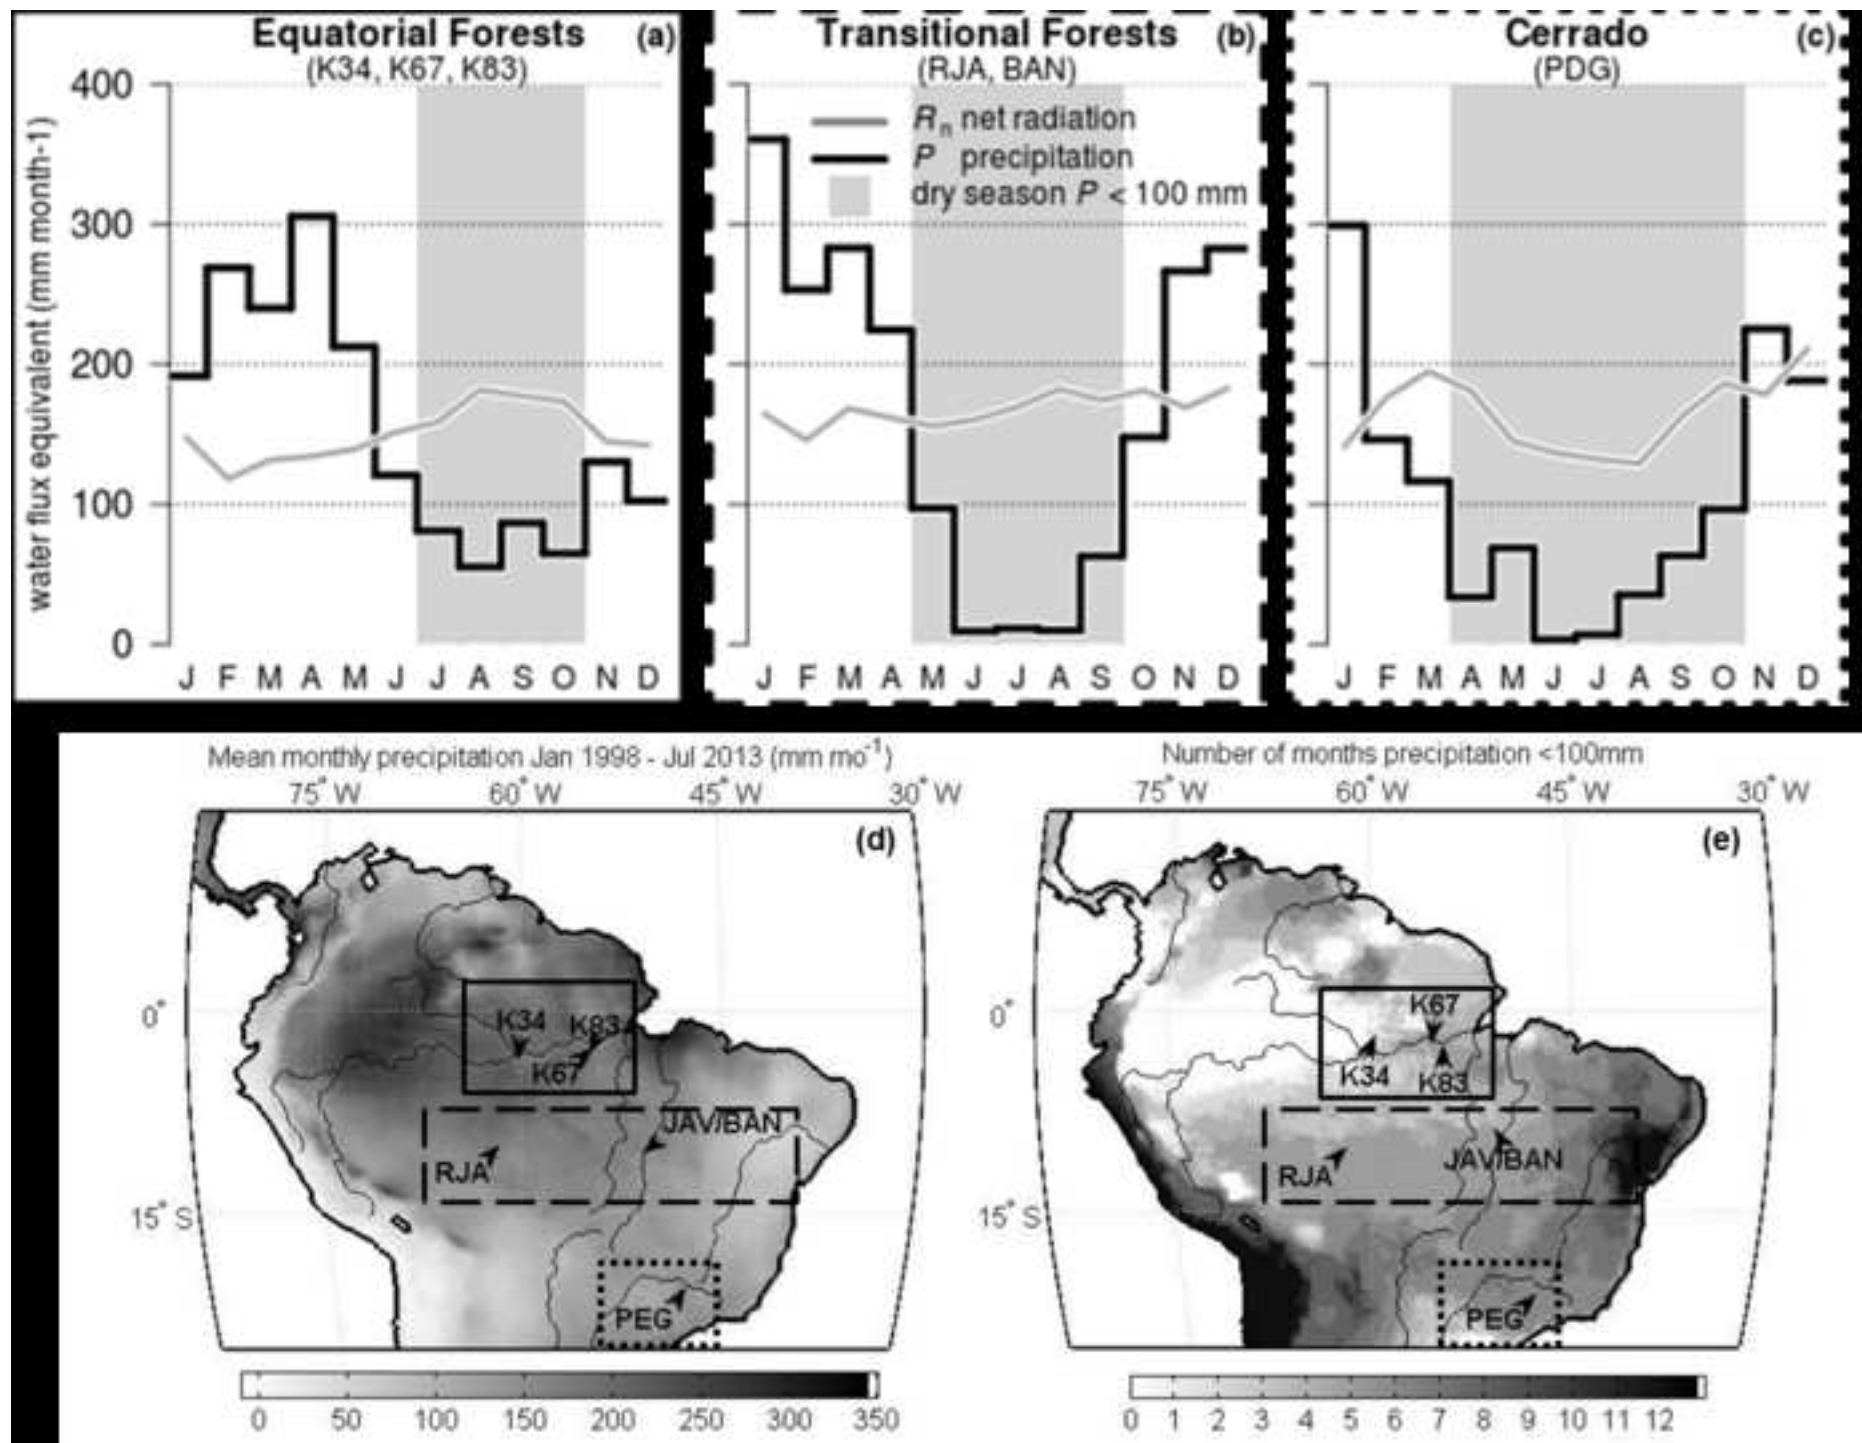 Equatorial Forests (a)
(K34, K67, K83)
Transitional Forests (b)
(RJA, BAN)
Cerrado (c)
(PDG)
water flux equivalent (mm month-1)
400
300
200
100
0
J F M A M J J A S O N D
Rn net radiation
P precipitation
dry season P < 100 mm
J F M A M J J A S O N D
J F M A M J J A S O N D
Mean monthly precipitation Jan 1998 - Jul 2013 (mm mo-1)
75°W 60°W 45°W 30°W
(d)
0°
15°S
K34 K83
K67
JAV/BAN
RJA
PEG
0 50 100 150 200 250 300 350
Number of months precipitation <100mm
75°W 60°W 45°W 30°W
(e)
0°
15°S
K67
K34 K83
JAV/BAN
RJA
PEG
0 1 2 3 4 5 6 7 8 9 10 11 12